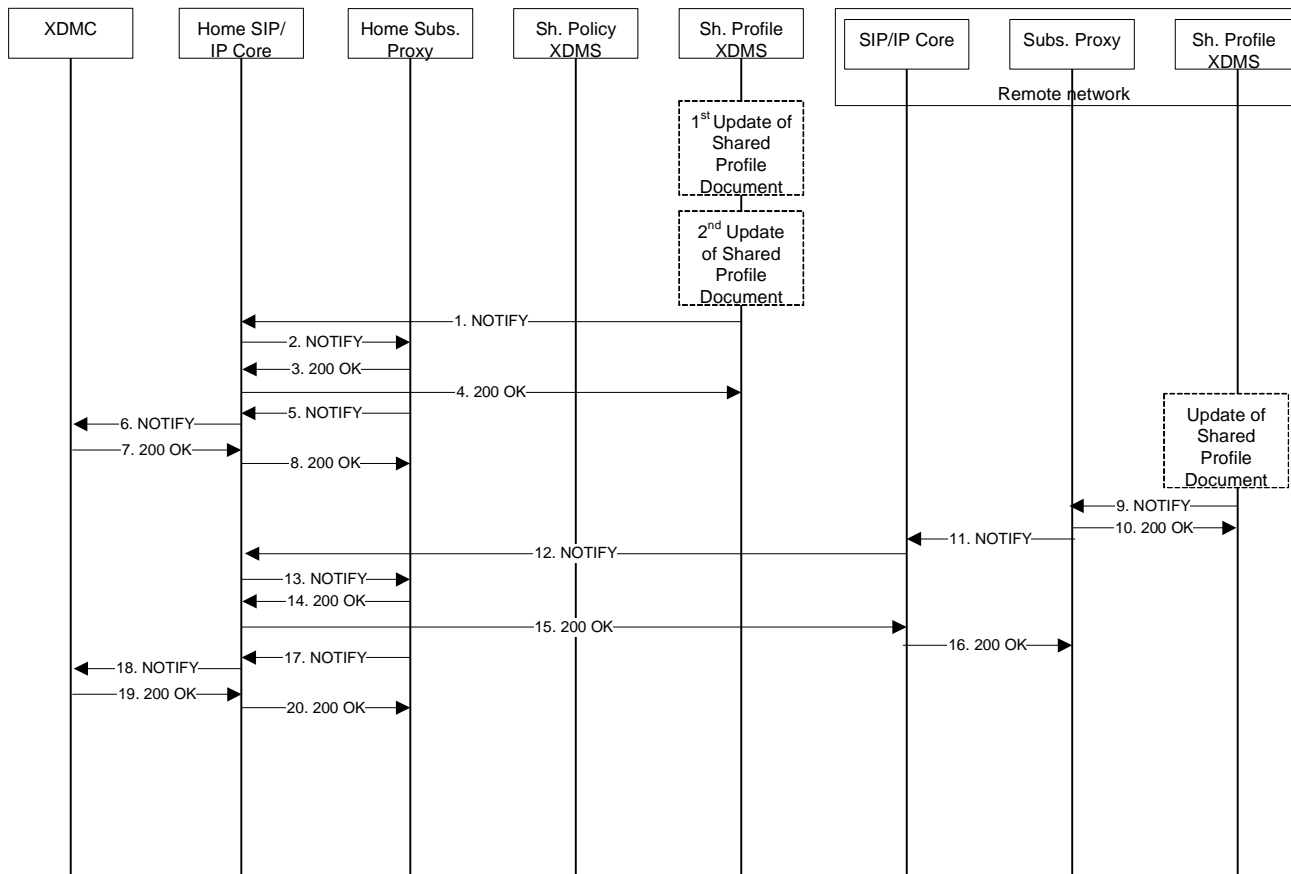 XDMC
Home SIP/
IP Core
Home Subs.
Proxy
Sh. Policy
XDMS
Sh. Profile
XDMS
SIP/IP Core
Subs. Proxy
Sh. Profile
XDMS
Remote network
1st Update of
Shared
Profile
Document
2nd Update
of Shared
Profile
Document
1. NOTIFY
2. NOTIFY
3. 200 OK
4. 200 OK
5. NOTIFY
6. NOTIFY
7. 200 OK
8. 200 OK
Update of
Shared
Profile
Document
9. NOTIFY
10. 200 OK
11. NOTIFY
12. NOTIFY
13. NOTIFY
14. 200 OK
15. 200 OK
16. 200 OK
17. NOTIFY
18. NOTIFY
19. 200 OK
20. 200 OK